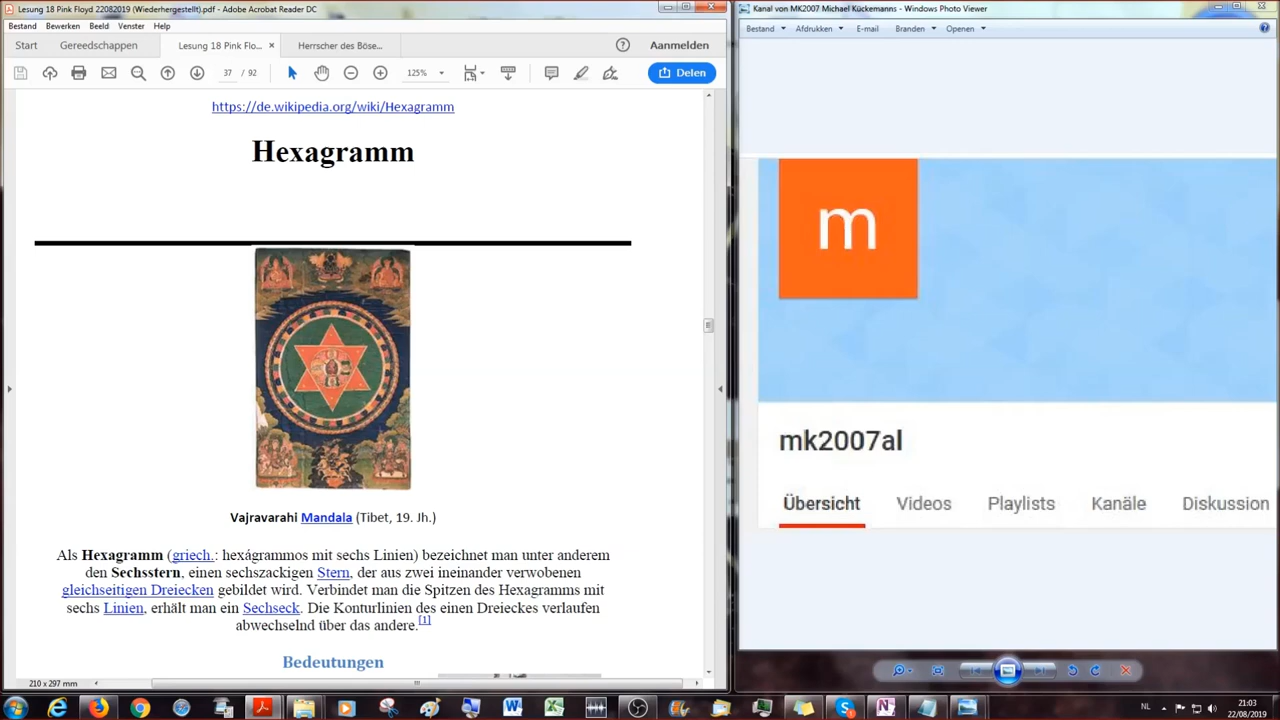 Lesung 18 Pink Floyd 22082019 (Wiederhergestellt).pdf - Adobe Acrobat Reader DC
Bestand Bewerken Beeld Venster Help
Start Gereedschappen Lesung 18 Pink Flo... × Herrscher des Böse... Aanmelden
37 / 92 125% Delen
https://de.wikipedia.org/wiki/Hexagramm
Hexagramm
Vajravarahi Mandala (Tibet, 19. Jh.)
Als Hexagramm (griech.: hexágrammos mit sechs Linien) bezeichnet man unter anderem
den Sechsstern, einen sechszackigen Stern, der aus zwei ineinander verwobenen
gleichseitigen Dreiecken gebildet wird. Verbindet man die Spitzen des Hexagramms mit
sechs Linien, erhält man ein Sechseck. Die Konturlinien des einen Dreieckes verlaufen
abwechselnd über das andere.[1]
Bedeutungen
210 x 297 mm
Kanal von MK2007 Michael Kückemanns - Windows Photo Viewer
Bestand Afdrukken E-mail Branden Openen
m
mk2007al
Übersicht Videos Playlists Kanäle Diskussion
NL 21:03
22/08/2019